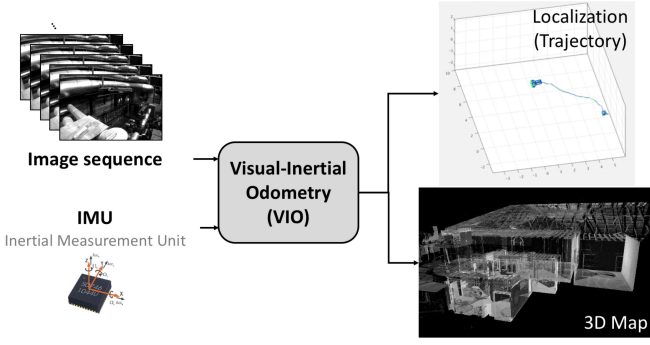 Image sequence
IMU
Inertial Measurement Unit
X
Visual-Inertial
Odometry
(VIO)
Localization
(Trajectory)
3D Map